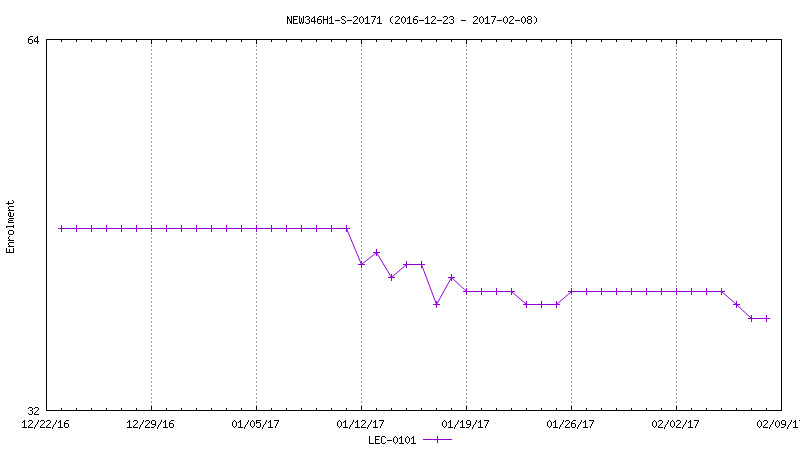 NEW346H1-S-20171 (2016-12-23 - 2017-02-08)
64
Enrolment
32
12/22/16 12/29/16 01/05/17 01/12/17 01/19/17 01/26/17 02/02/17 02/09/17
LEC-0101